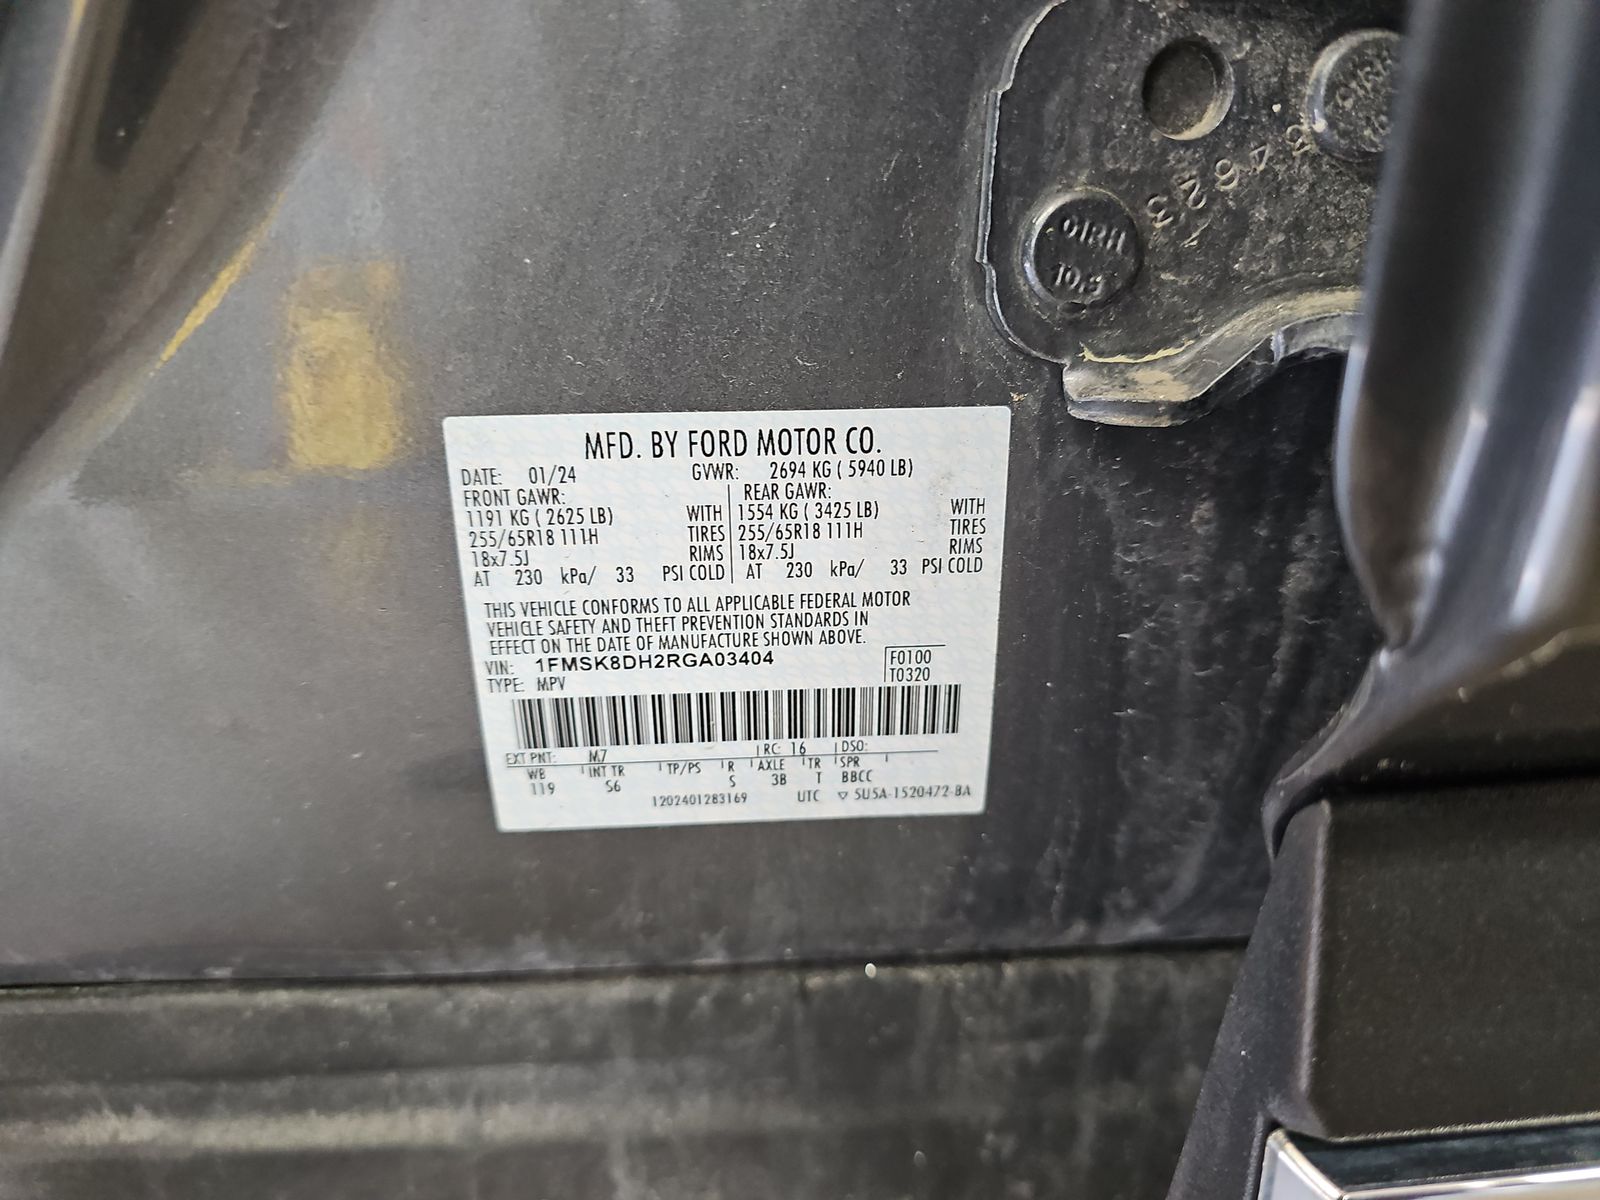 MFD. BY FORD MOTOR CO.
DATE: 01/24 GVWR: 2694 KG ( 5940 LB)
FRONT GAWR: REAR GAWR:
1191 KG ( 2625 LB) WITH 1554 KG ( 3425 LB) WITH
255/65R18 111H TIRES 255/65R18 111H TIRES
18x7.5J RIMS 18x7.5J RIMS
AT 230 kPa/ 33 PSI COLD AT 230 kPa/ 33 PSI COLD
THIS VEHICLE CONFORMS TO ALL APPLICABLE FEDERAL MOTOR
VEHICLE SAFETY AND THEFT PREVENTION STANDARDS IN
EFFECT ON THE DATE OF MANUFACTURE SHOWN ABOVE.
VIN: 1FMSK8DH2RGA03404 F0100
TYPE: MPV T0320
EXT PNT: M7 RC: 16 DSO:
WB INT TR TP/PS R AXLE TR SPR
119 S6 S 3B T BBCC
1202401283169 UTC ▽ 5U5A-1520472-BA
34623
10.9